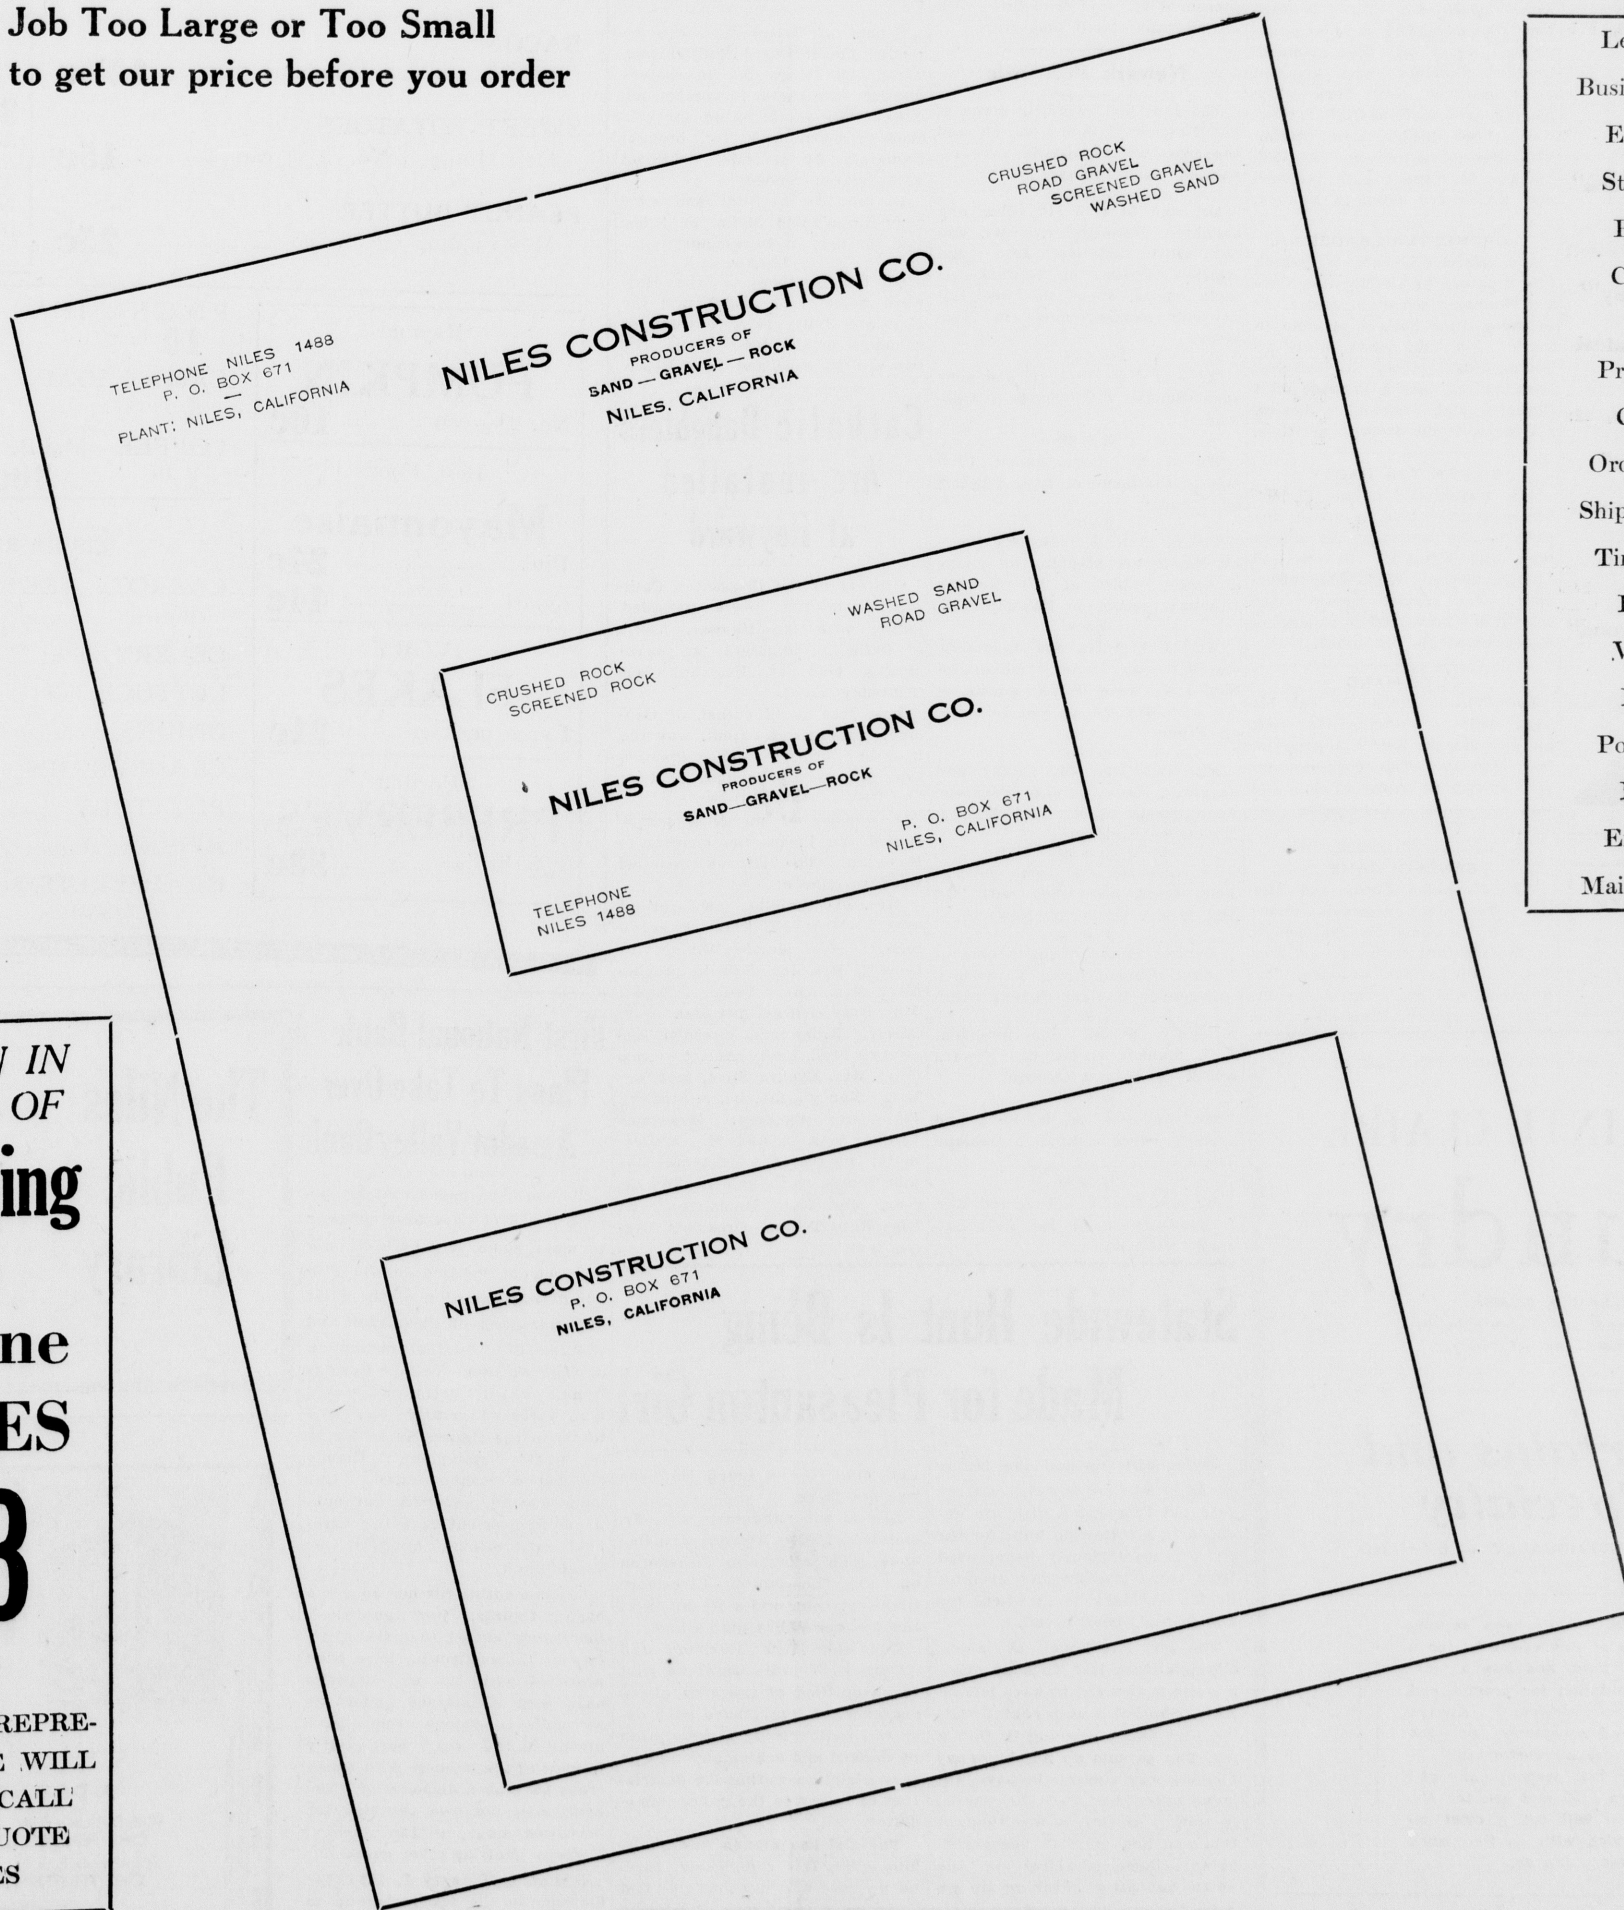 Job Too Large or Too Small
to get our price before you order
CRUSHED ROCK
ROAD GRAVEL
SCREENED GRAVEL
WASHED SAND
TELEPHONE NILES 1488
P. O. BOX 671
—
PLANT: NILES, CALIFORNIA
NILES CONSTRUCTION CO.
PRODUCERS OF
SAND — GRAVEL — ROCK
NILES. CALIFORNIA
CRUSHED ROCK
SCREENED ROCK
WASHED SAND
ROAD GRAVEL
NILES CONSTRUCTION CO.
PRODUCERS OF
SAND—GRAVEL—ROCK
TELEPHONE
NILES 1488
P. O. BOX 671
NILES, CALIFORNIA
NILES CONSTRUCTION CO.
P. O. BOX 671
NILES, CALIFORNIA
IN
OF
ing
ne
ES
REPRE-
WILL
CALL
UOTE
ES